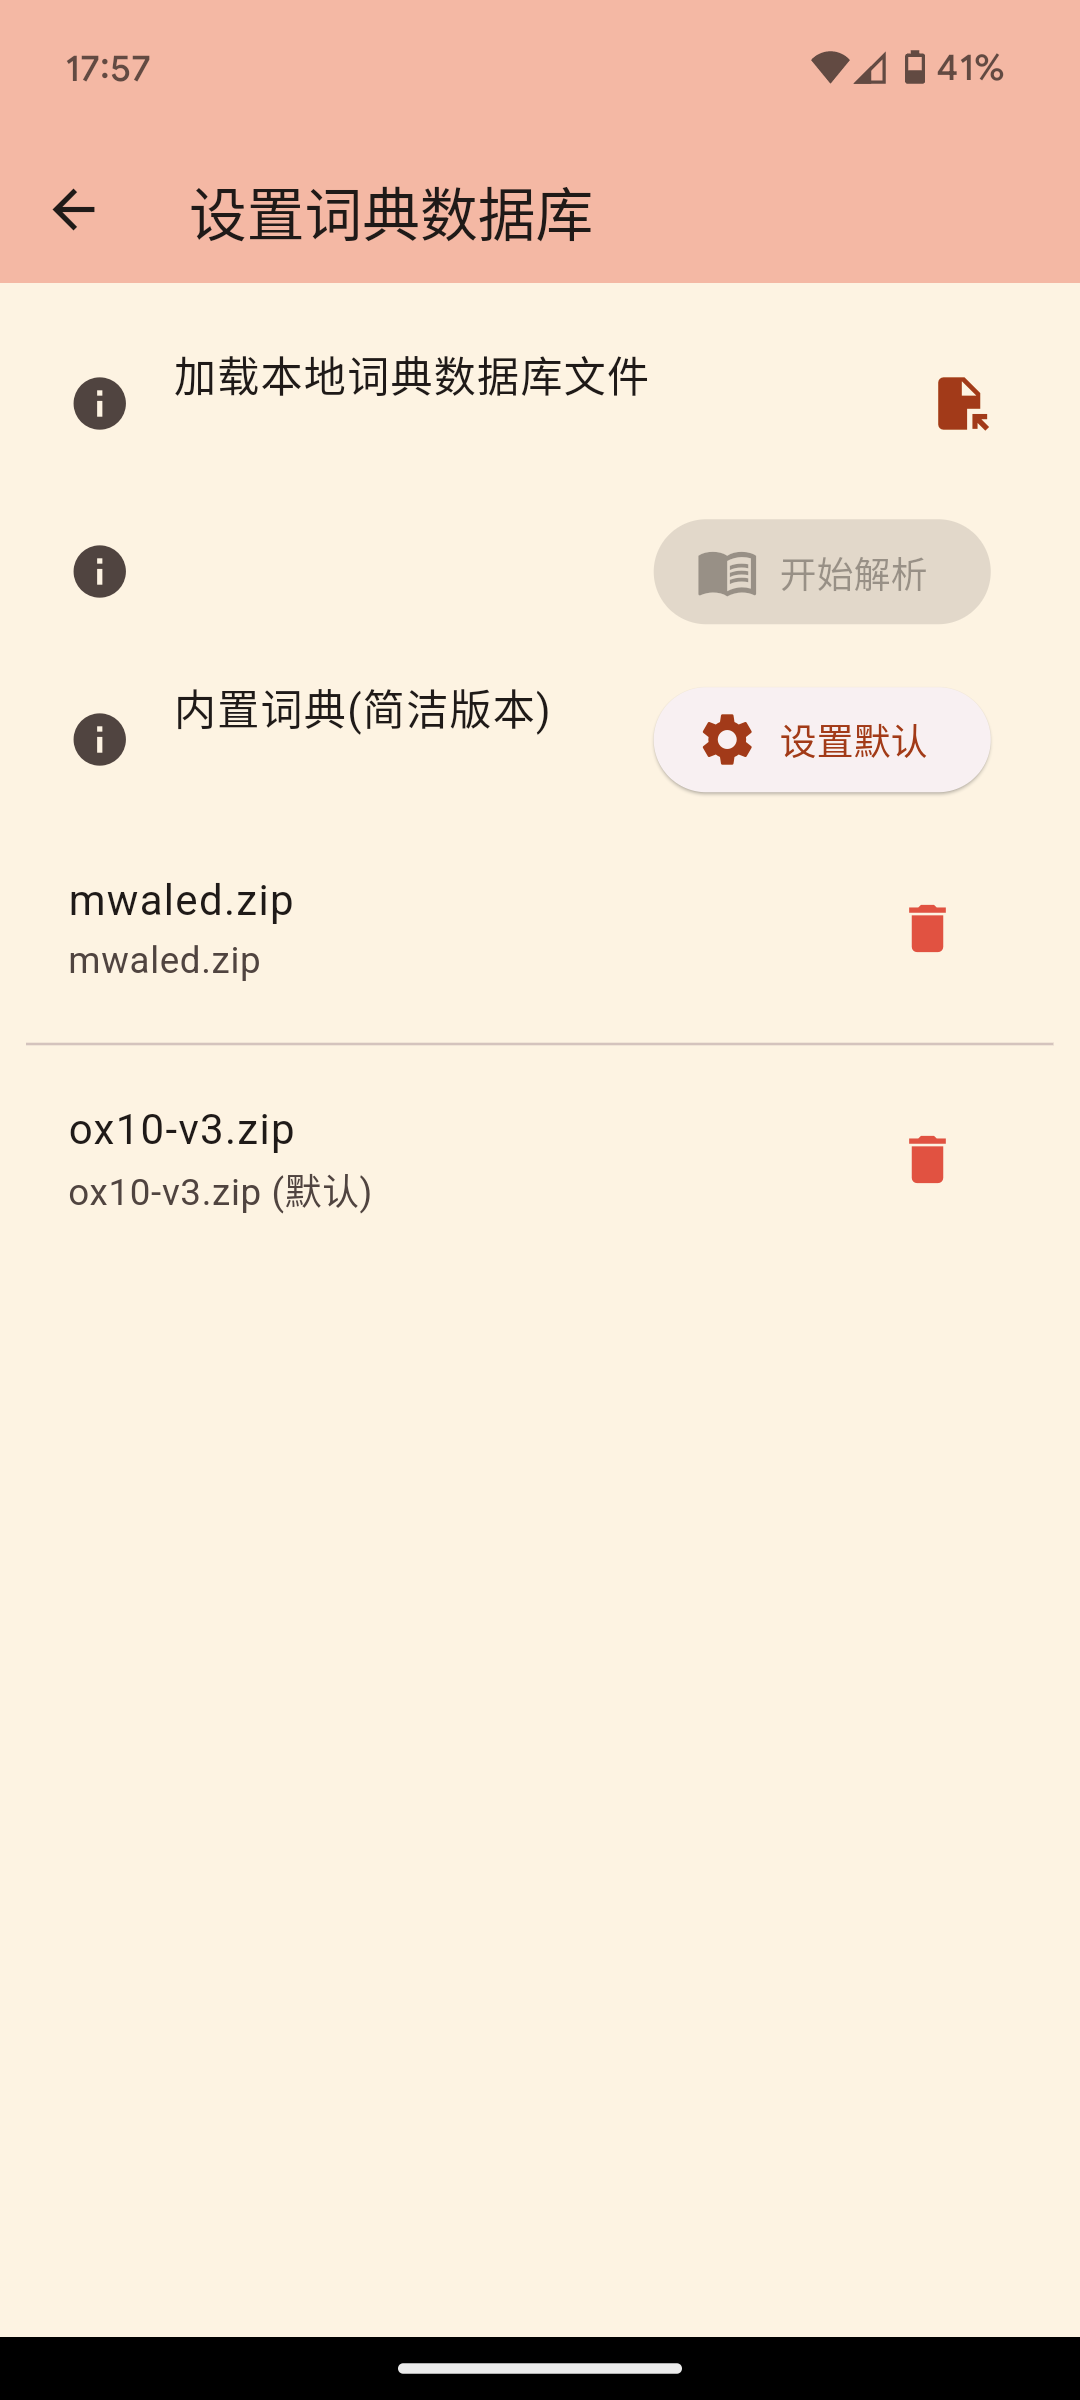 17:57
41%
设置词典数据库
加载本地词典数据库文件
开始解析
内置词典(简洁版本)
设置默认
mwaled.zip
mwaled.zip
ox10-v3.zip
ox10-v3.zip (默认)